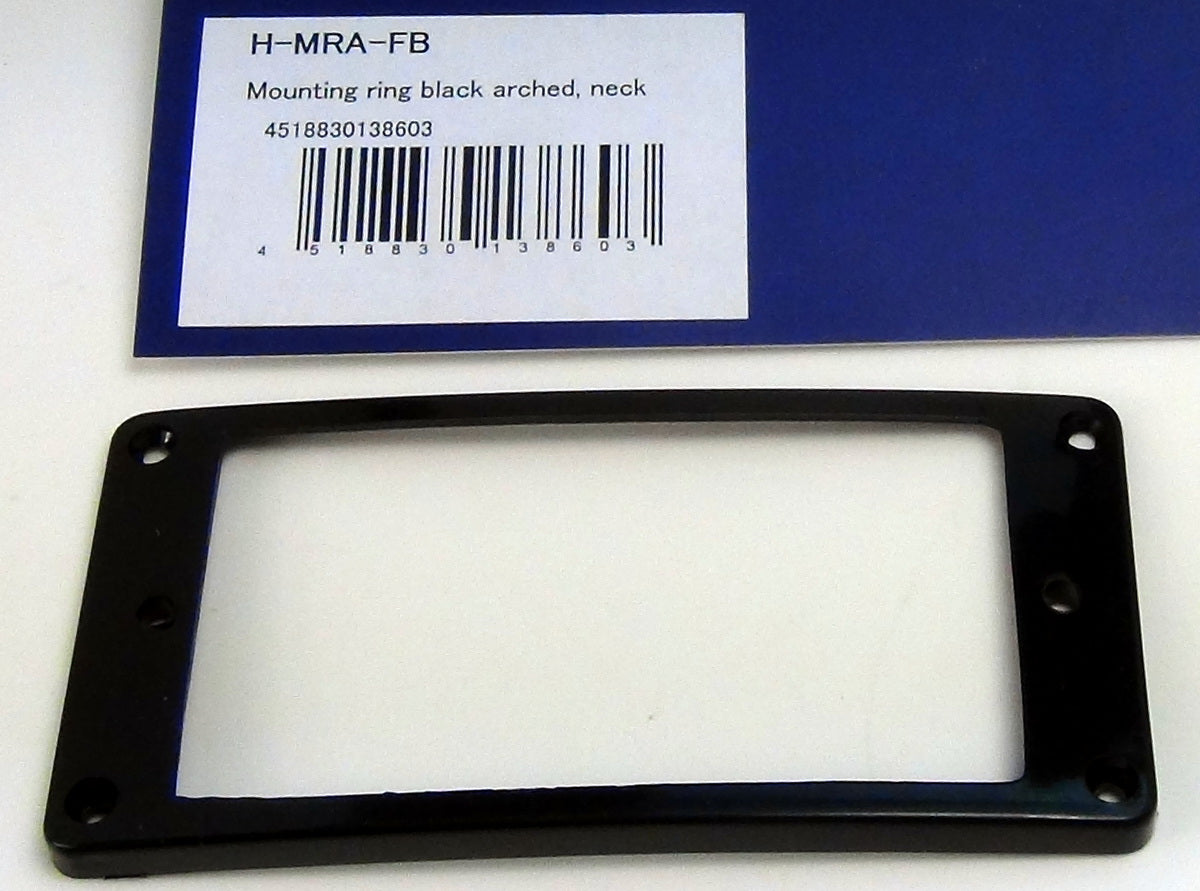 H-MRA-FB
Mounting ring black arched, neck
4518830138603
4 518830 138603